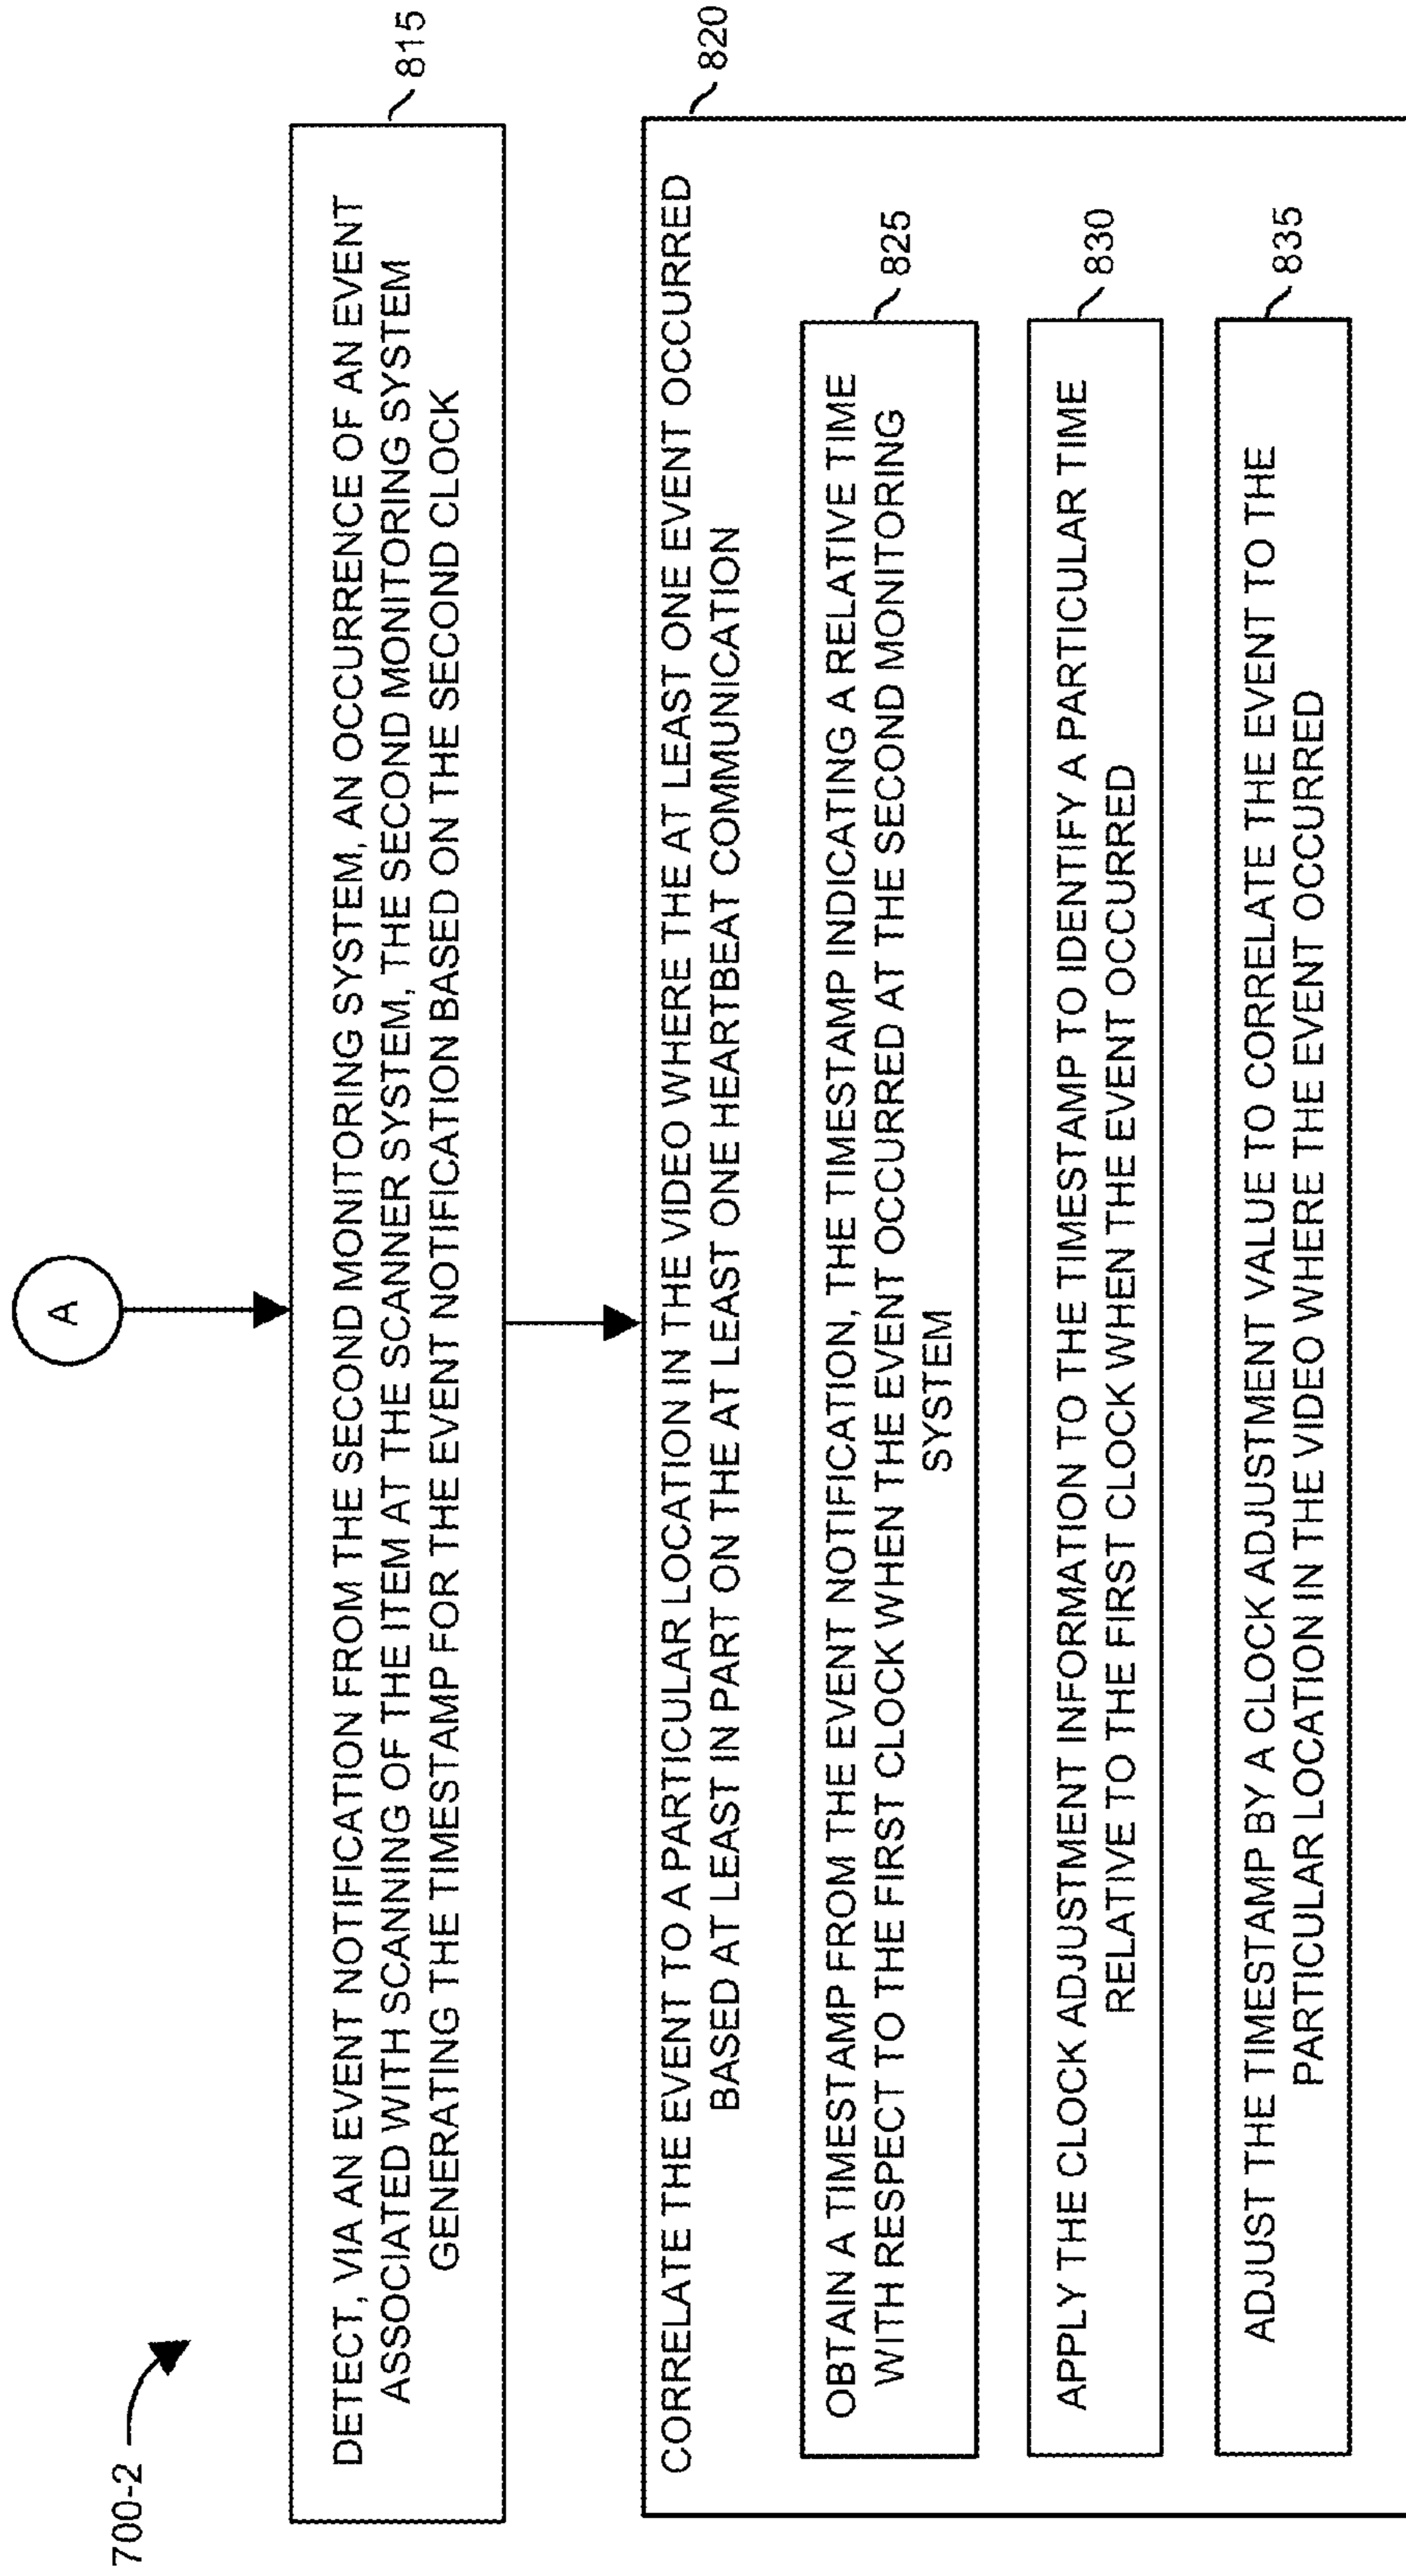 700-2
A
DETECT, VIA AN EVENT NOTIFICATION FROM THE SECOND MONITORING SYSTEM, AN OCCURRENCE OF AN EVENT
ASSOCIATED WITH SCANNING OF THE ITEM AT THE SCANNER SYSTEM, THE SECOND MONITORING SYSTEM
GENERATING THE TIMESTAMP FOR THE EVENT NOTIFICATION BASED ON THE SECOND CLOCK
815
CORRELATE THE EVENT TO A PARTICULAR LOCATION IN THE VIDEO WHERE THE AT LEAST ONE EVENT OCCURRED
BASED AT LEAST IN PART ON THE AT LEAST ONE HEARTBEAT COMMUNICATION
820
OBTAIN A TIMESTAMP FROM THE EVENT NOTIFICATION, THE TIMESTAMP INDICATING A RELATIVE TIME
WITH RESPECT TO THE FIRST CLOCK WHEN THE EVENT OCCURRED AT THE SECOND MONITORING
SYSTEM
825
APPLY THE CLOCK ADJUSTMENT INFORMATION TO THE TIMESTAMP TO IDENTIFY A PARTICULAR TIME
RELATIVE TO THE FIRST CLOCK WHEN THE EVENT OCCURRED
830
ADJUST THE TIMESTAMP BY A CLOCK ADJUSTMENT VALUE TO CORRELATE THE EVENT TO THE
PARTICULAR LOCATION IN THE VIDEO WHERE THE EVENT OCCURRED
835